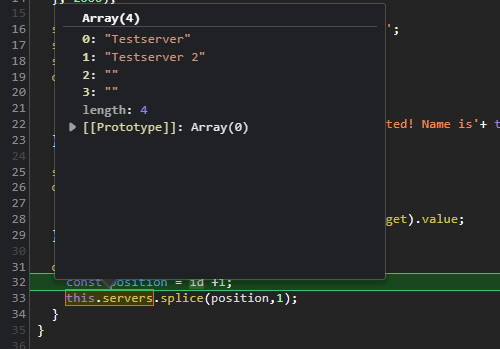 }, 2000);
15
Array(4)
16 s ';
0: "Testserver"
17 s
1: "Testserver 2"
18 s
2: ""
19 c
3: ""
20
length: 4
21
[[Prototype]]: Array(0)
22 ted! Name is'+ t
23 }
24
25 s
26 c
27
28 get).value;
29 }
30
31 c
32 const position = id +1;
33 this.servers.splice(position,1);
34 }
35 }